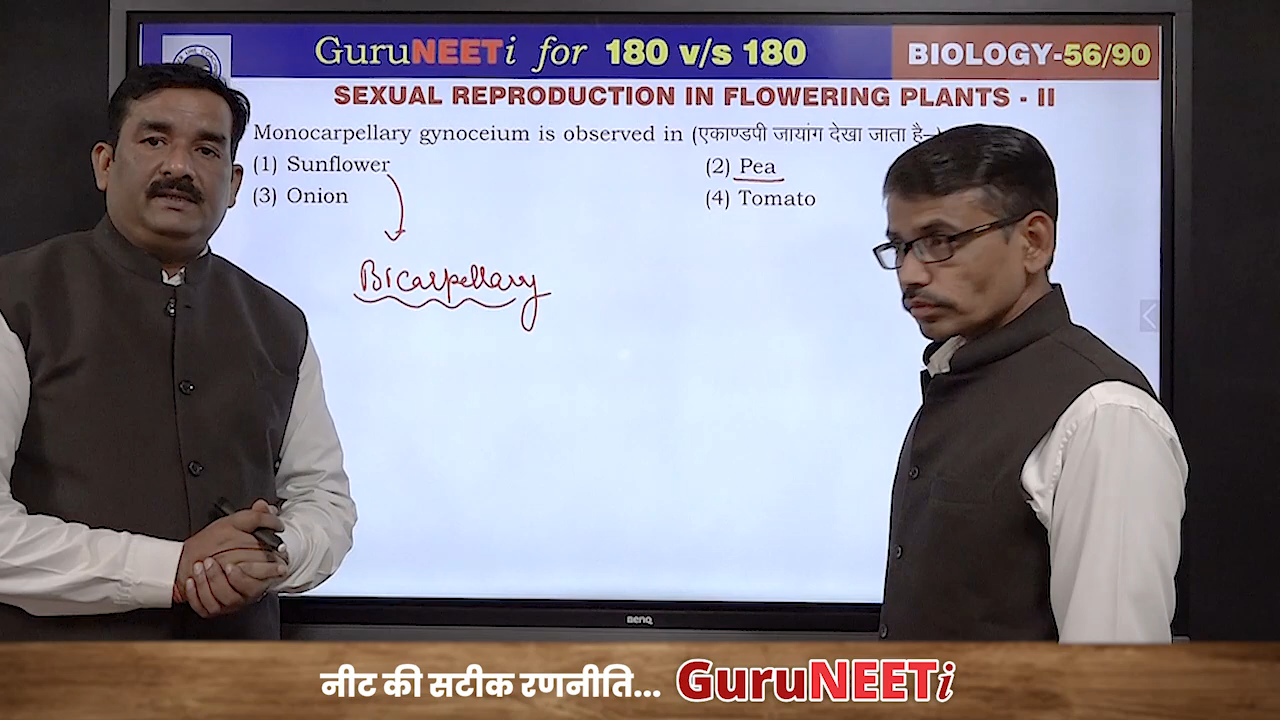 GuruNEETi for 180 v/s 180 BIOLOGY-56/90
SEXUAL REPRODUCTION IN FLOWERING PLANTS - II
Monocarpellary gynoceium is observed in (एकाण्डपी जायांग देखा जाता है-)
(1) Sunflower (2) Pea
(3) Onion (4) Tomato
Bicarpellary
BenQ
नीट की सटीक रणनीति... GuruNEETi